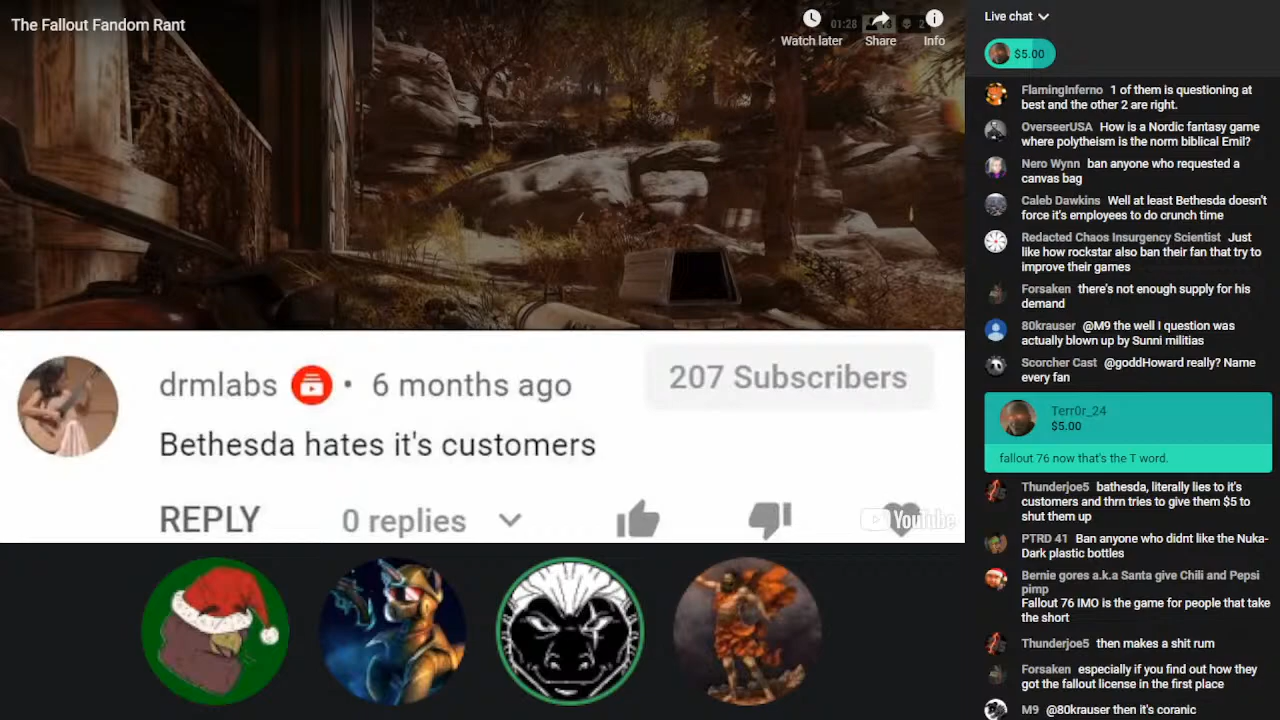 The Fallout Fandom Rant
01:28
Watch later
Share
Info
drmlabs • 6 months ago
207 Subscribers
Bethesda hates it's customers
REPLY
0 replies
YouTube
Live chat
$5.00
FlamingInferno 1 of them is questioning at
best and the other 2 are right.
OverseerUSA How is a Nordic fantasy game
where polytheism is the norm biblical Emil?
Nero Wynn ban anyone who requested a
canvas bag
Caleb Dawkins Well at least Bethesda doesn't
force it's employees to do crunch time
Redacted Chaos Insurgency Scientist Just
like how rockstar also ban their fan that try to
improve their games
Forsaken there's not enough supply for his
demand
80krauser @M9 the well I question was
actually blown up by Sunni militias
Scorcher Cast @goddHoward really? Name
every fan
Terr0r_24
$5.00
fallout 76 now that's the T word.
Thunderjoe5 bathesda, literally lies to it's
customers and thrn tries to give them $5 to
shut them up
PTRD 41 Ban anyone who didnt like the Nuka-
Dark plastic bottles
Bernie gores a.k.a Santa give Chili and Pepsi
pimp
Fallout 76 IMO is the game for people that take
the short
Thunderjoe5 then makes a shit rum
Forsaken especially if you find out how they
got the fallout license in the first place
M9 @80krauser then it's coranic